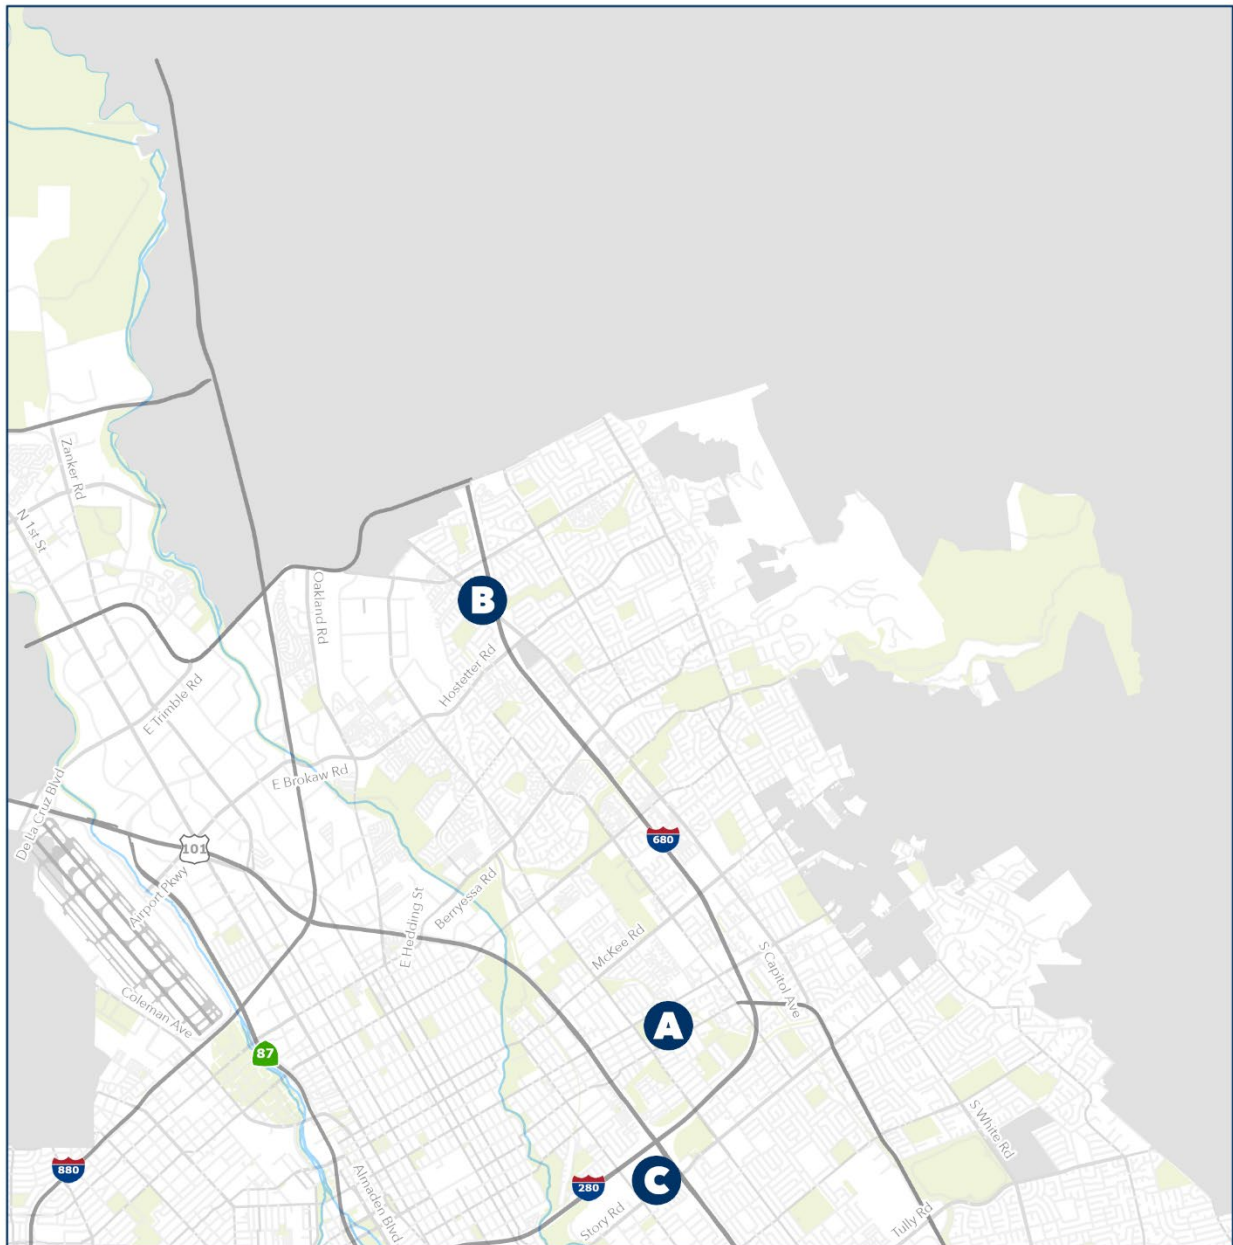 Zanker Rd
N 1st St
Oakland Rd
B
Hostetter Rd
E Trimble Rd
E Brokaw Rd
De La Cruz Blvd
680
101
Airport Pkwy
Berryessa Rd
E Hedding St
McKee Rd
S Capitol Ave
Coleman Ave
A
87
S White Rd
880
280
C
Almaden Blvd
Story Rd
Tully Rd